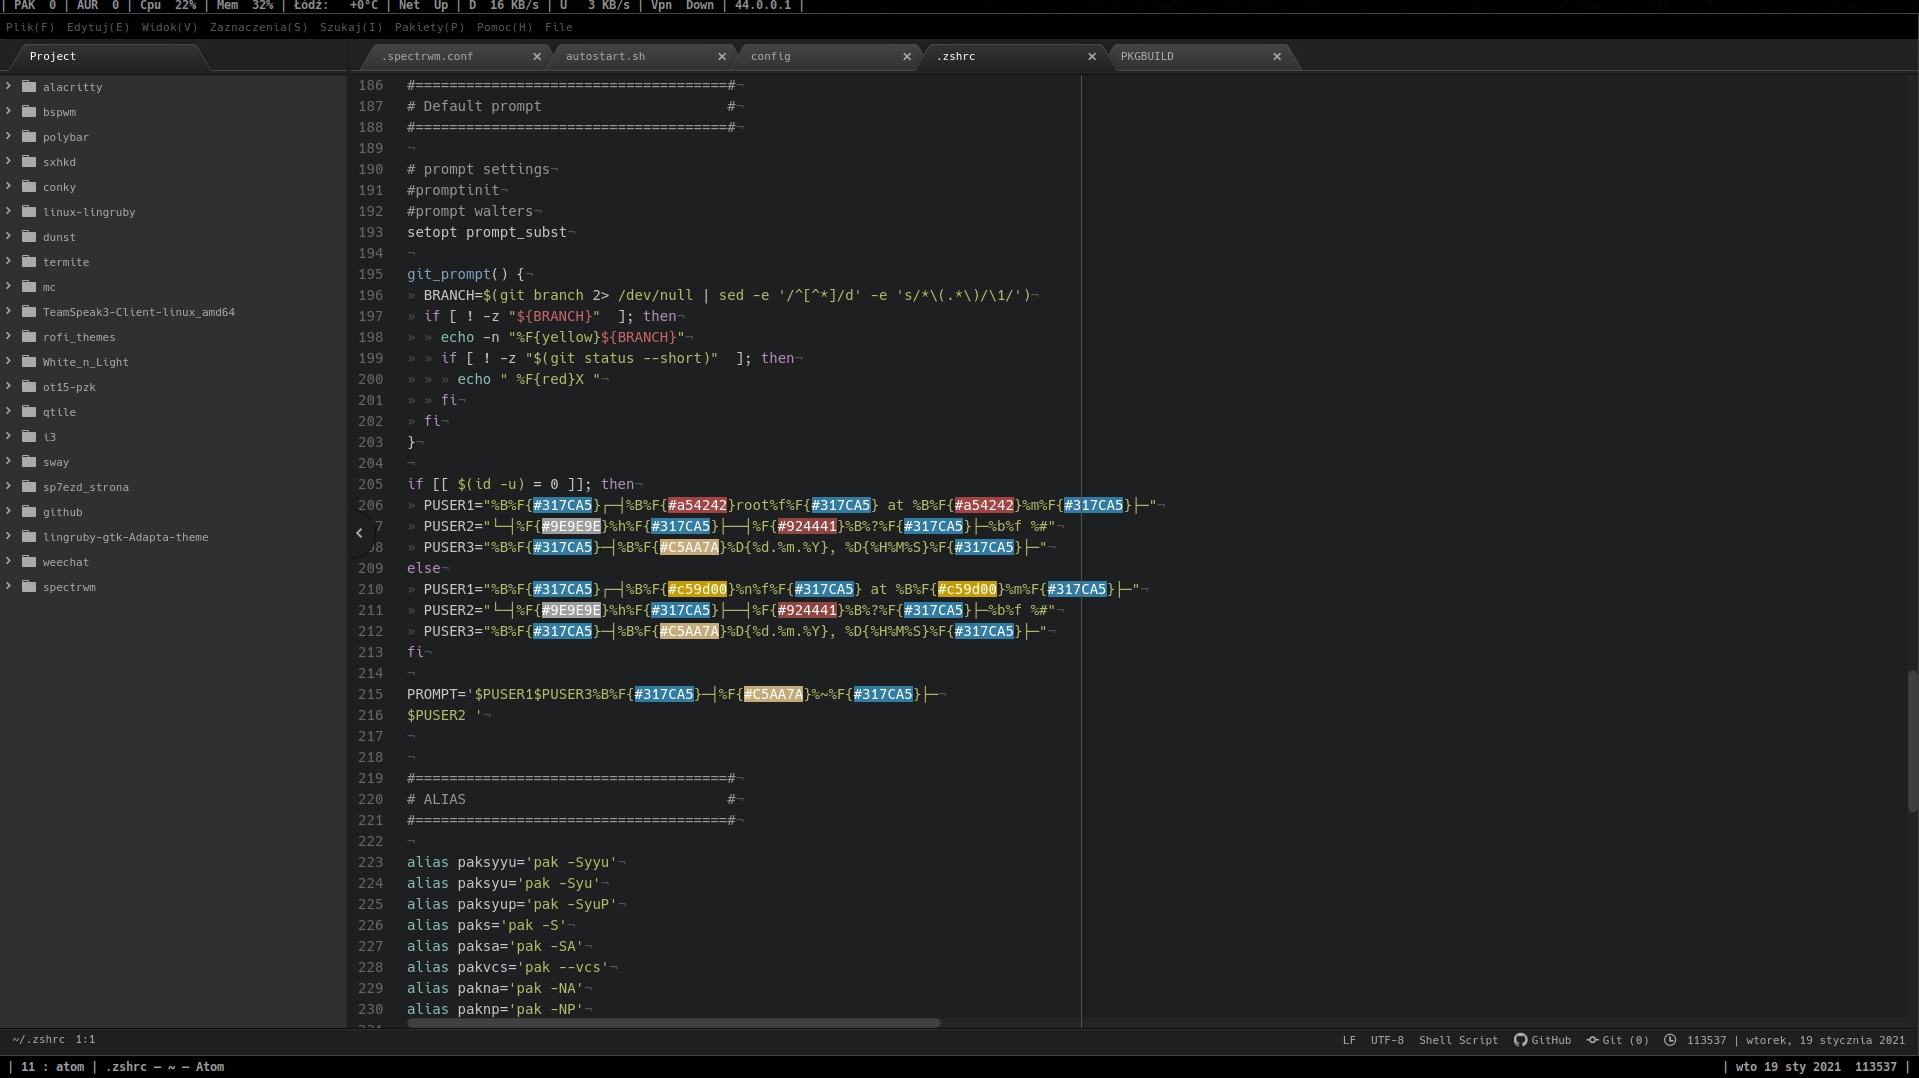 | PAK  0 | AUR  0 | Cpu  22% | Mem  32% | Łódź:   +0°C | Net  Up | D  16 KB/s | U   3 KB/s | Vpn  Down | 44.0.0.1 |
Plik(F)  Edytuj(E)  Widok(V)  Zaznaczenia(S)  Szukaj(I)  Pakiety(P)  Pomoc(H)  File
Project
.spectrwm.conf × autostart.sh × config × .zshrc × PKGBUILD ×
alacritty
bspwm
polybar
sxhkd
conky
linux-lingruby
dunst
termite
mc
TeamSpeak3-Client-linux_amd64
rofi_themes
White_n_Light
ot15-pzk
qtile
i3
sway
sp7ezd_strona
github
lingruby-gtk-Adapta-theme
weechat
spectrwm
186 #=====================================#¬
187 # Default prompt                      #¬
188 #=====================================#¬
189 ¬
190 # prompt settings¬
191 #promptinit¬
192 #prompt walters¬
193 setopt prompt_subst¬
194 ¬
195 git_prompt() {¬
196 » BRANCH=$(git branch 2> /dev/null | sed -e '/^[^*]/d' -e 's/*\(.*\)/\1/')¬
197 » if [ ! -z "${BRANCH}"  ]; then¬
198 » » echo -n "%F{yellow}${BRANCH}"¬
199 » » if [ ! -z "$(git status --short)"  ]; then¬
200 » » » echo " %F{red}X "¬
201 » » fi¬
202 » fi¬
203 }¬
204 ¬
205 if [[ $(id -u) = 0 ]]; then¬
206 » PUSER1="%B%F{#317CA5}┌─┤%B%F{#a54242}root%f%F{#317CA5} at %B%F{#a54242}%m%F{#317CA5}├─"¬
7 » PUSER2="└─┤%F{#9E9E9E}%h%F{#317CA5}├──┤%F{#924441}%B%?%F{#317CA5}├─%b%f %#"¬
08 » PUSER3="%B%F{#317CA5}─┤%B%F{#C5AA7A}%D{%d.%m.%Y}, %D{%H%M%S}%F{#317CA5}├─"¬
209 else¬
210 » PUSER1="%B%F{#317CA5}┌─┤%B%F{#c59d00}%n%f%F{#317CA5} at %B%F{#c59d00}%m%F{#317CA5}├─"¬
211 » PUSER2="└─┤%F{#9E9E9E}%h%F{#317CA5}├──┤%F{#924441}%B%?%F{#317CA5}├─%b%f %#"¬
212 » PUSER3="%B%F{#317CA5}─┤%B%F{#C5AA7A}%D{%d.%m.%Y}, %D{%H%M%S}%F{#317CA5}├─"¬
213 fi¬
214 ¬
215 PROMPT='$PUSER1$PUSER3%B%F{#317CA5}─┤%F{#C5AA7A}%~%F{#317CA5}├─¬
216 $PUSER2 '¬
217 ¬
218 ¬
219 #=====================================#¬
220 # ALIAS                               #¬
221 #=====================================#¬
222 ¬
223 alias paksyyu='pak -Syyu'¬
224 alias paksyu='pak -Syu'¬
225 alias paksyup='pak -SyuP'¬
226 alias paks='pak -S'¬
227 alias paksa='pak -SA'¬
228 alias pakvcs='pak --vcs'¬
229 alias pakna='pak -NA'¬
230 alias paknp='pak -NP'¬
~/.zshrc  1:1
LF  UTF-8  Shell Script  GitHub  Git (0)  113537 | wtorek, 19 stycznia 2021
| 11 : atom | .zshrc — ~ — Atom
| wto 19 sty 2021  113537 |